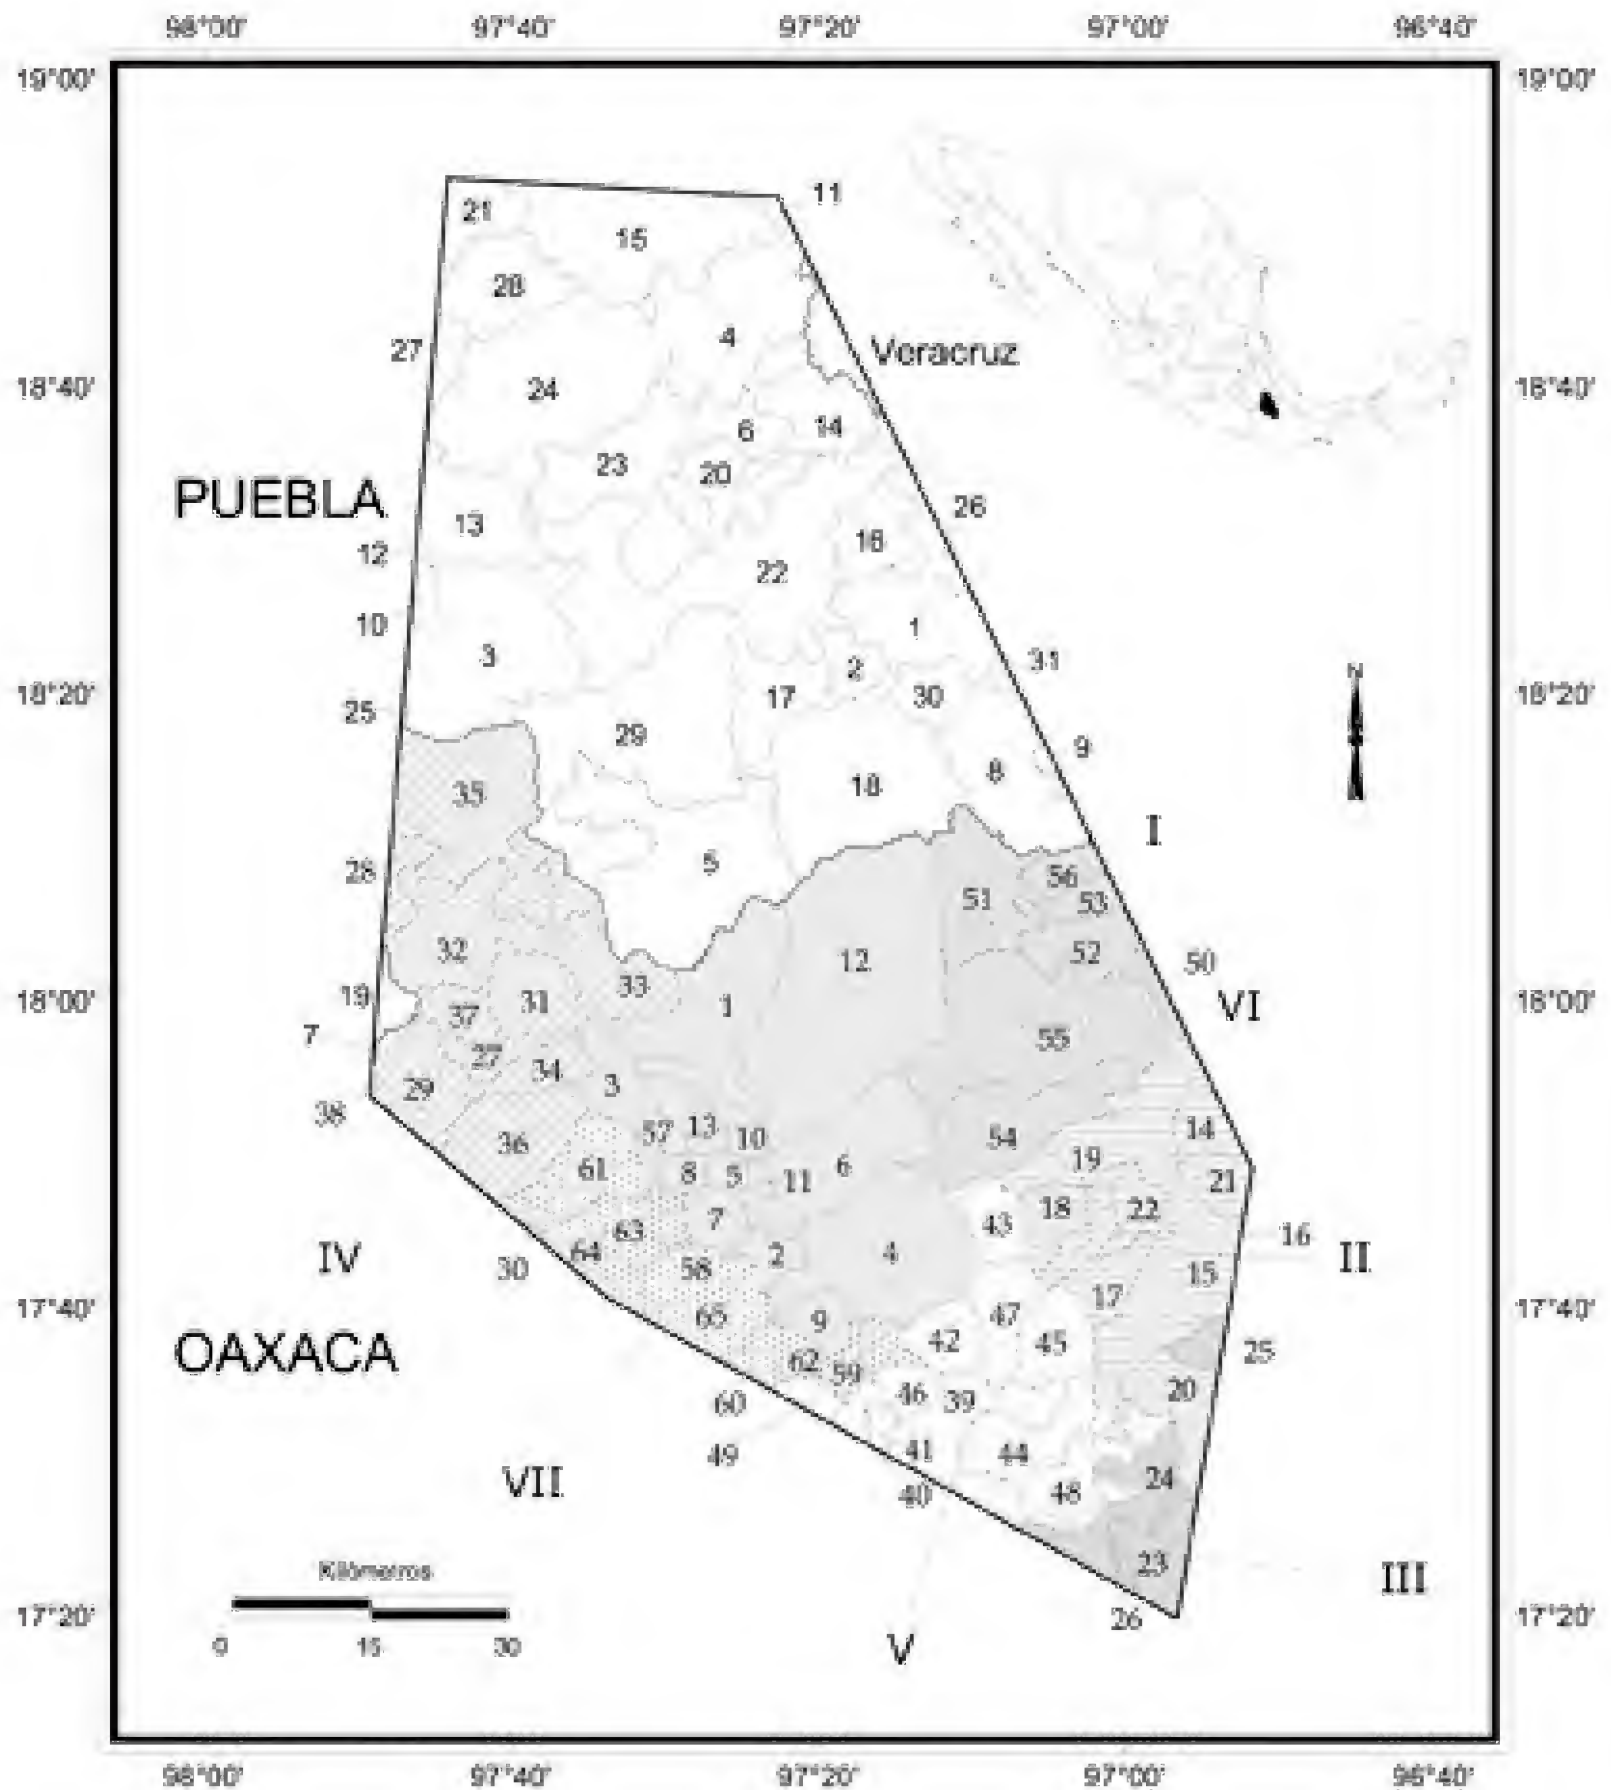 98°00' 97°40' 97°20' 97°00' 96°40'
19°00' 19°00'
11
21
15
28
4
27 Veracruz
18°40' 24 18°40'
6 14
23 20
PUEBLA 26
13
12 16
22
10 1
3 2 31
18°20' 17 30 18°20'
25
29 9
35 18 8
I
28 5 56
51 53
32 12 52 50
19 33 VI
18°00' 37 31 1 18°00'
7 27 55
29 34 3
38 57 13 10 54 14
36 61 8 5 11 6 19 21
63 7 43 18 22 16
IV 64 58 2 4 15 II
30 17
17°40' 65 9 47 17°40'
OAXACA 62 59 42 45 25
60 46 39 20
49 41 44
VII 40 48 24
Kilómetros 23 III
17°20' 26 17°20'
0 15 30 V
98°00' 97°40' 97°20' 97°00' 96°40'
N